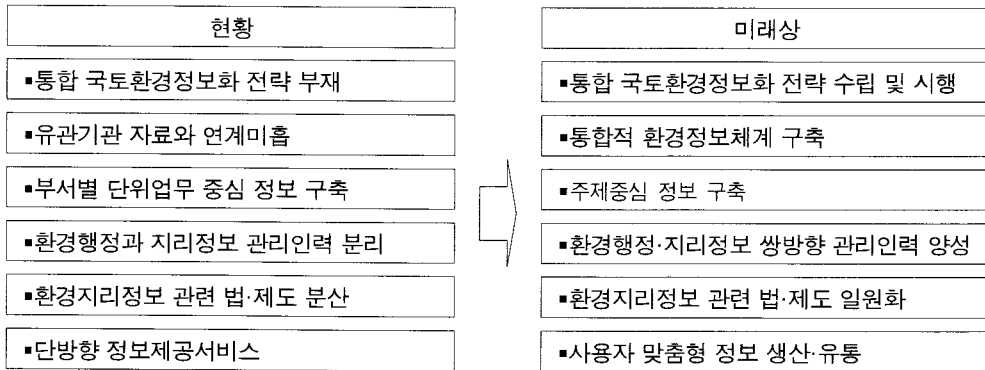 현황
▪통합 국토환경정보화 전략 부재
▪유관기관 자료와 연계미흡
▪부서별 단위업무 중심 정보 구축
▪환경행정과 지리정보 관리인력 분리
▪환경지리정보 관련 법·제도 분산
▪단방향 정보제공서비스
미래상
▪통합 국토환경정보화 전략 수립 및 시행
▪통합적 환경정보체계 구축
▪주제중심 정보 구축
▪환경행정·지리정보 쌍방향 관리인력 양성
▪환경지리정보 관련 법·제도 일원화
▪사용자 맞춤형 정보 생산·유통